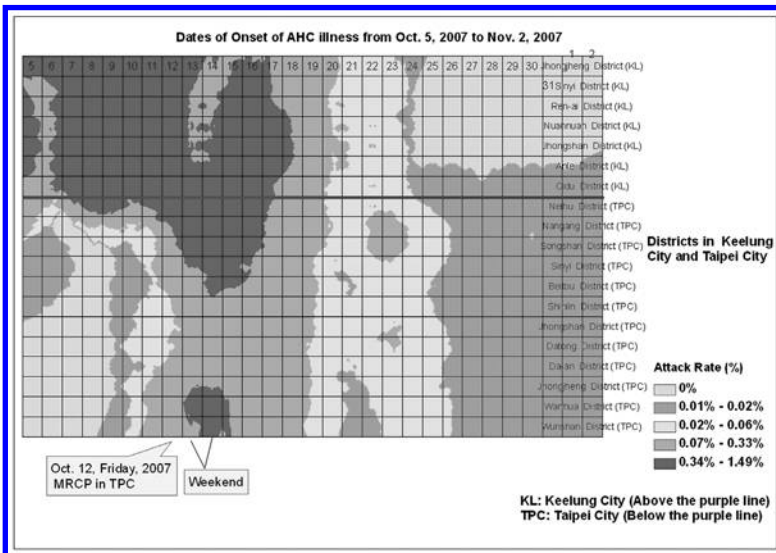 Dates of Onset of AHC illness from Oct. 5, 2007 to Nov. 2, 2007
1 2
5 6 7 8 9 10 11 12 13 14 15 16 17 18 19 20 21 22 23 24 25 26 27 28 29 30 Jhongjheng District (KL)
31 Sinyi District (KL)
Ren-ai District (KL)
Nuannuan District (KL)
Jhongshan District (KL)
Anle District (KL)
Cidu District (KL)
Neihu District (TPC)
Nangang District (TPC)
Songshan District (TPC)
Sinyi District (TPC)
Beitou District (TPC)
Shihlin District (TPC)
Jhongshan District (TPC)
Datong District (TPC)
Da-an District (TPC)
Jhongjheng District (TPC)
Wanhua District (TPC)
Wunshan District (TPC)
Districts in Keelung
City and Taipei City
Attack Rate (%)
0%
0.01% - 0.02%
0.02% - 0.06%
0.07% - 0.33%
0.34% - 1.49%
Oct. 12, Friday, 2007
MRCP in TPC
Weekend
KL: Keelung City (Above the purple line)
TPC: Taipei City (Below the purple line)